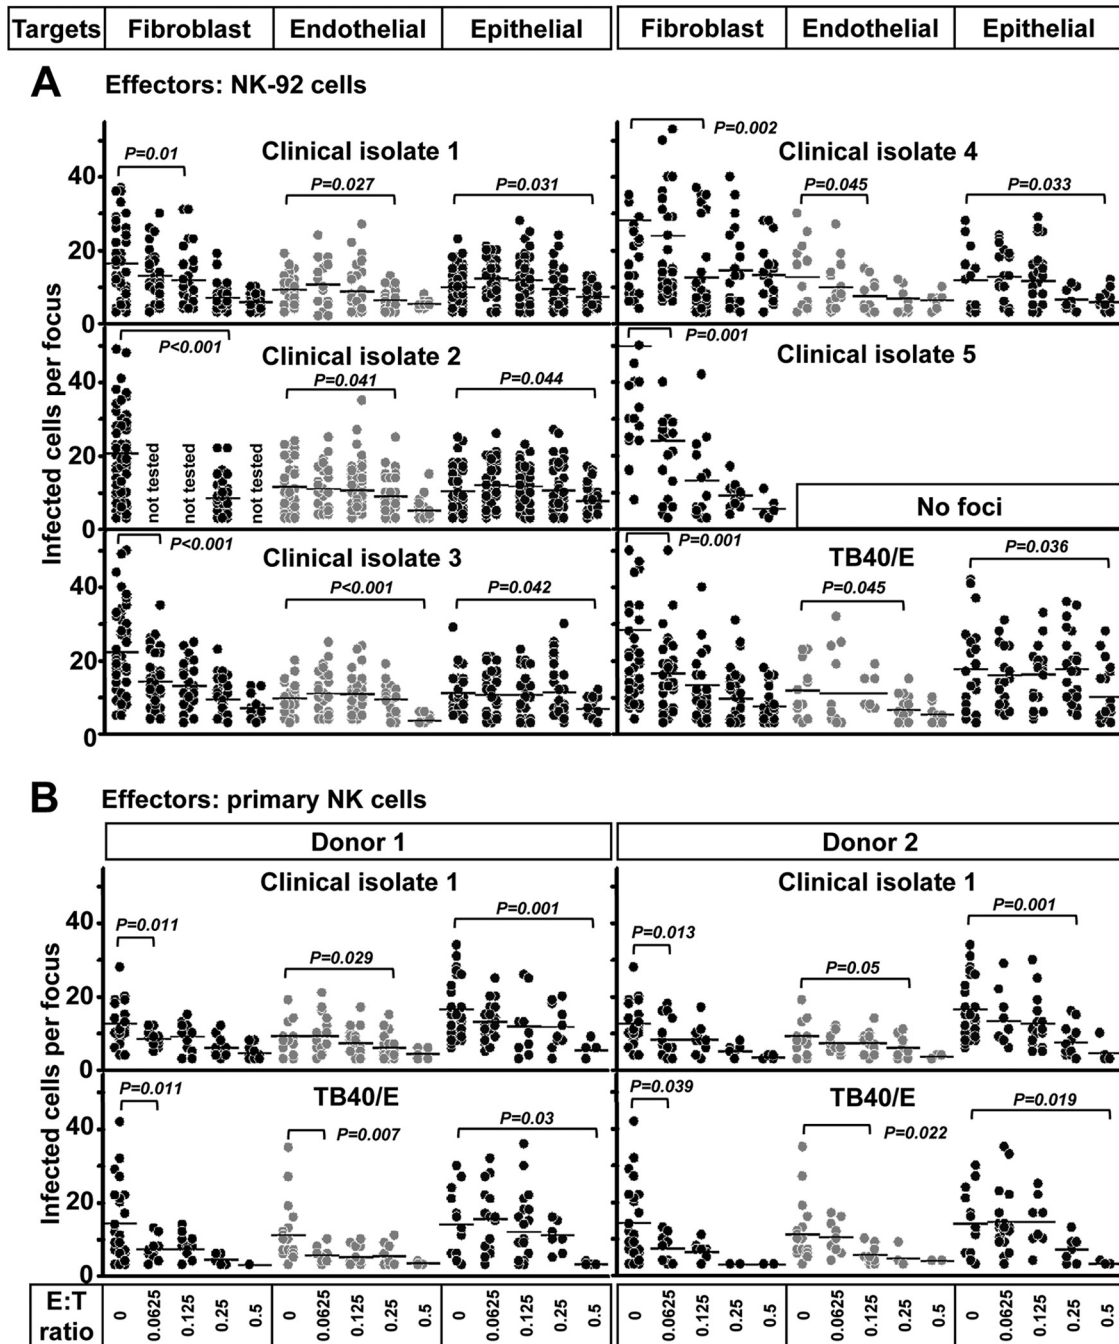 Targets Fibroblast Endothelial Epithelial Fibroblast Endothelial Epithelial
A Effectors: NK-92 cells
Infected cells per focus
40
20
0
Clinical isolate 1
P=0.01
P=0.027
P=0.031
Clinical isolate 4
P=0.002
P=0.045
P=0.033
40
20
0
Clinical isolate 2
P<0.001
P=0.041
P=0.044
not tested
not tested
not tested
Clinical isolate 5
P=0.001
No foci
40
20
0
Clinical isolate 3
P<0.001
P<0.001
P=0.042
TB40/E
P=0.001
P=0.045
P=0.036
B Effectors: primary NK cells
Donor 1 Donor 2
Infected cells per focus
40
20
0
Clinical isolate 1
P=0.011
P=0.029
P=0.001
Clinical isolate 1
P=0.013
P=0.05
P=0.001
Infected cells per focus
40
20
0
TB40/E
P=0.011
P=0.007
P=0.03
TB40/E
P=0.039
P=0.022
P=0.019
E:T ratio
0 0.0625 0.125 0.25 0.5 0 0.0625 0.125 0.25 0.5 0 0.0625 0.125 0.25 0.5 0 0.0625 0.125 0.25 0.5 0 0.0625 0.125 0.25 0.5 0 0.0625 0.125 0.25 0.5